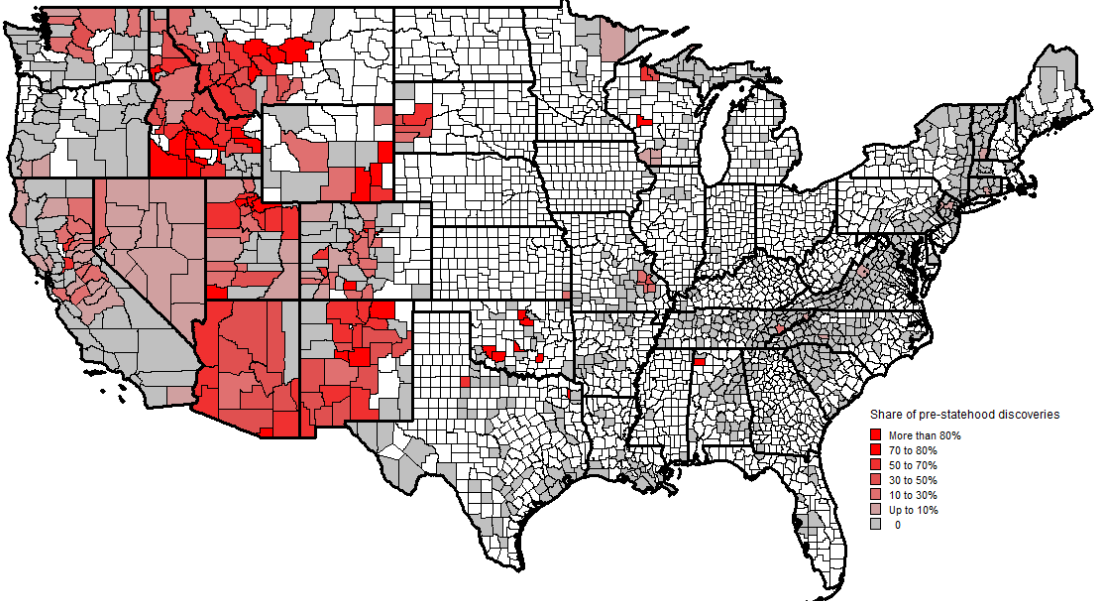 Share of pre-statehood discoveries
More than 80%
70 to 80%
50 to 70%
30 to 50%
10 to 30%
Up to 10%
0